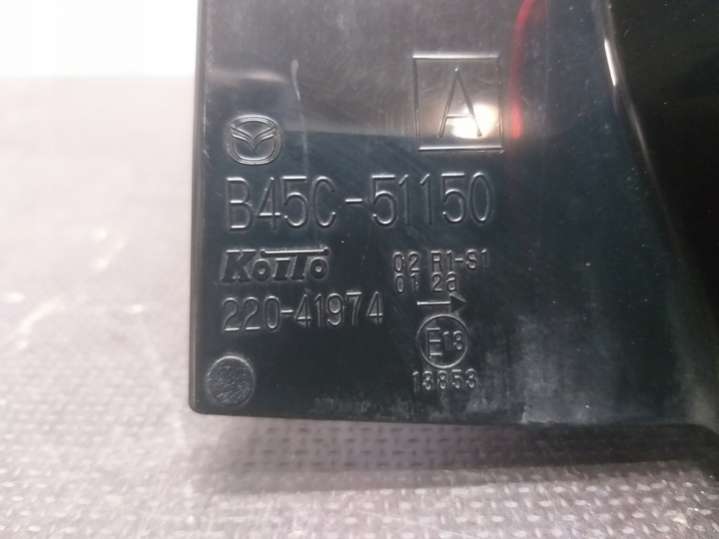 A
B45C-51150
KoiTo
02 R1-S1
01 2a
220-41974
E13
13853